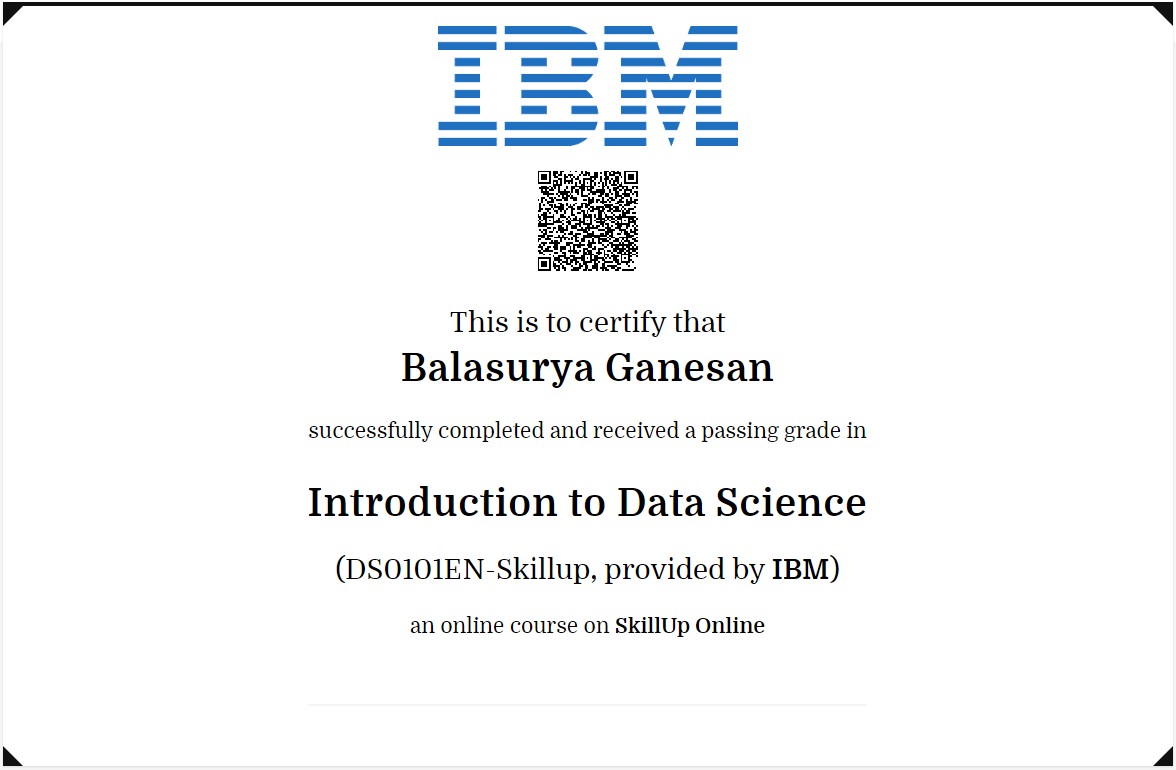 IBM
This is to certify that
Balasurya Ganesan
successfully completed and received a passing grade in
Introduction to Data Science
(DS0101EN-Skillup, provided by IBM)
an online course on SkillUp Online